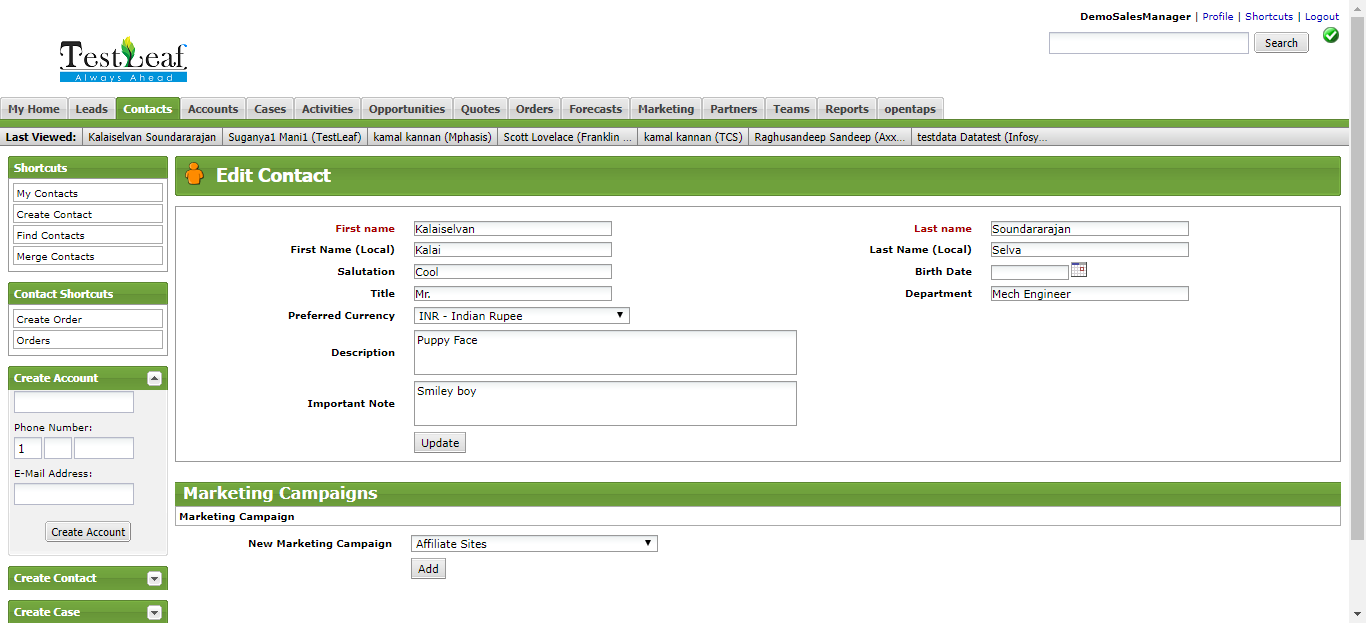 DemoSalesManager | Profile | Shortcuts | Logout
Search
TestLeaf
Always Ahead
My Home Leads Contacts Accounts Cases Activities Opportunities Quotes Orders Forecasts Marketing Partners Teams Reports opentaps
Last Viewed: Kalaiselvan Soundararajan Suganya1 Mani1 (TestLeaf) kamal kannan (Mphasis) Scott Lovelace (Franklin ... kamal kannan (TCS) Raghusandeep Sandeep (Axx... testdata Datatest (Infosy...
Shortcuts
My Contacts
Create Contact
Find Contacts
Merge Contacts
Contact Shortcuts
Create Order
Orders
Create Account
Phone Number:
1
E-Mail Address:
Create Account
Create Contact
Create Case
Edit Contact
First name Kalaiselvan Last name Soundararajan
First Name (Local) Kalai Last Name (Local) Selva
Salutation Cool Birth Date
Title Mr. Department Mech Engineer
Preferred Currency INR - Indian Rupee
Description Puppy Face
Important Note Smiley boy
Update
Marketing Campaigns
Marketing Campaign
New Marketing Campaign Affiliate Sites
Add